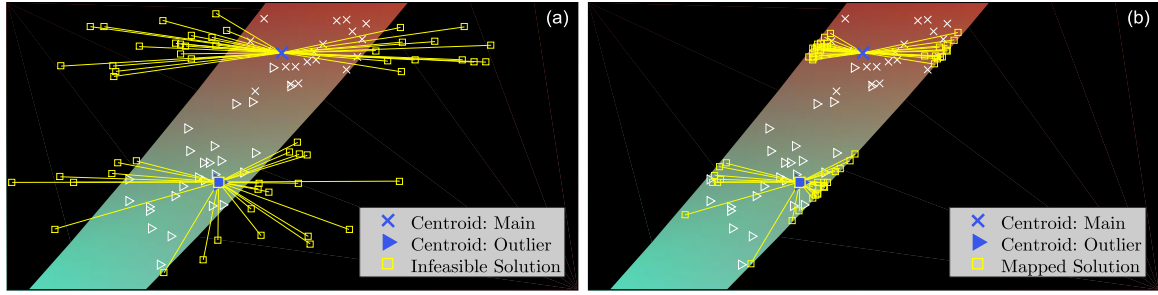 (a)
Centroid: Main
Centroid: Outlier
Infeasible Solution
(b)
Centroid: Main
Centroid: Outlier
Mapped Solution